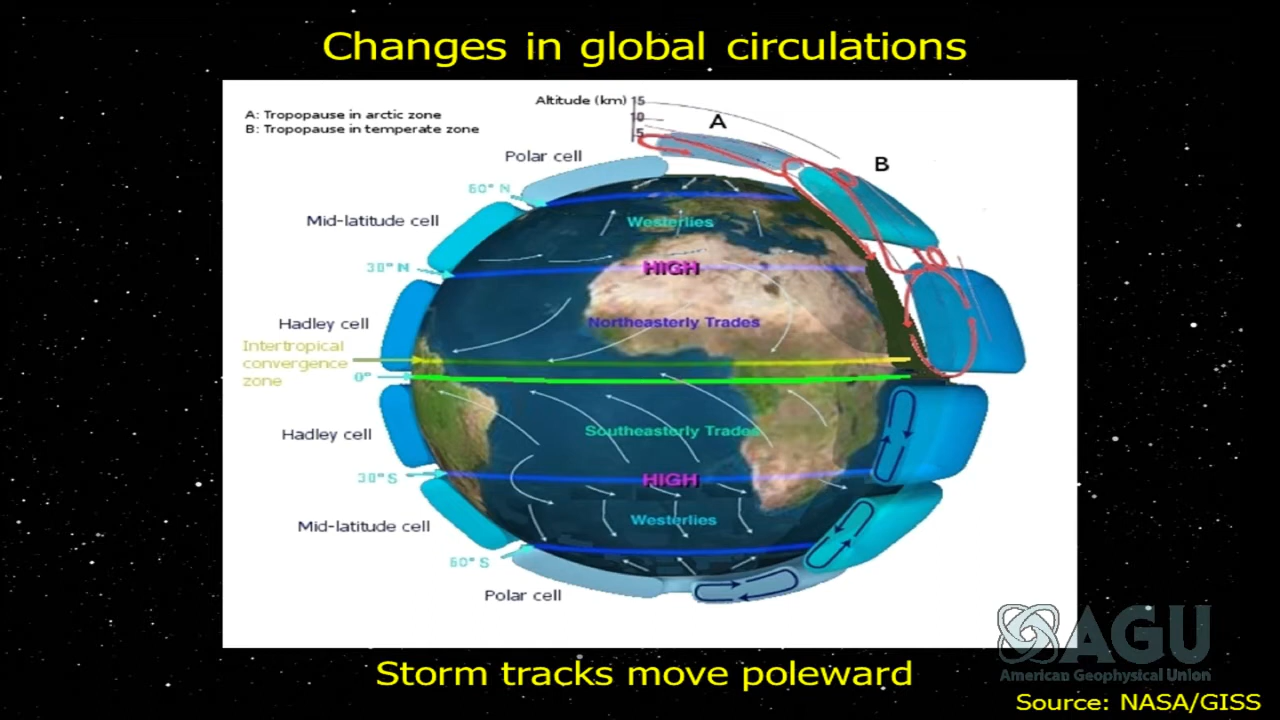 Changes in global circulations
Altitude (km) 15
10
5
A: Tropopause in arctic zone
B: Tropopause in temperate zone
A
B
Polar cell
60° N
Westerlies
Mid-latitude cell
30° N
HIGH
Hadley cell
Northeasterly Trades
Intertropical
convergence
zone
0°
Hadley cell
Southeasterly Trades
30° S
HIGH
Mid-latitude cell
Westerlies
60° S
Polar cell
AGU
American Geophysical Union
Storm tracks move poleward
Source: NASA/GISS